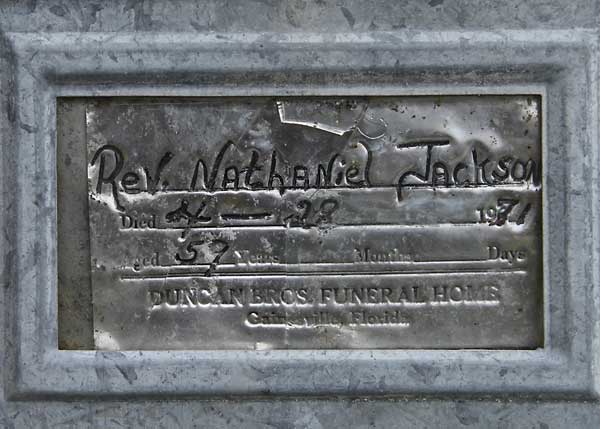 Rev. Nathaniel Jackson
Died 4 - 28 1971
Aged 57 Years Months Days
DUNCAN BROS. FUNERAL HOME
Gainesville, Florida